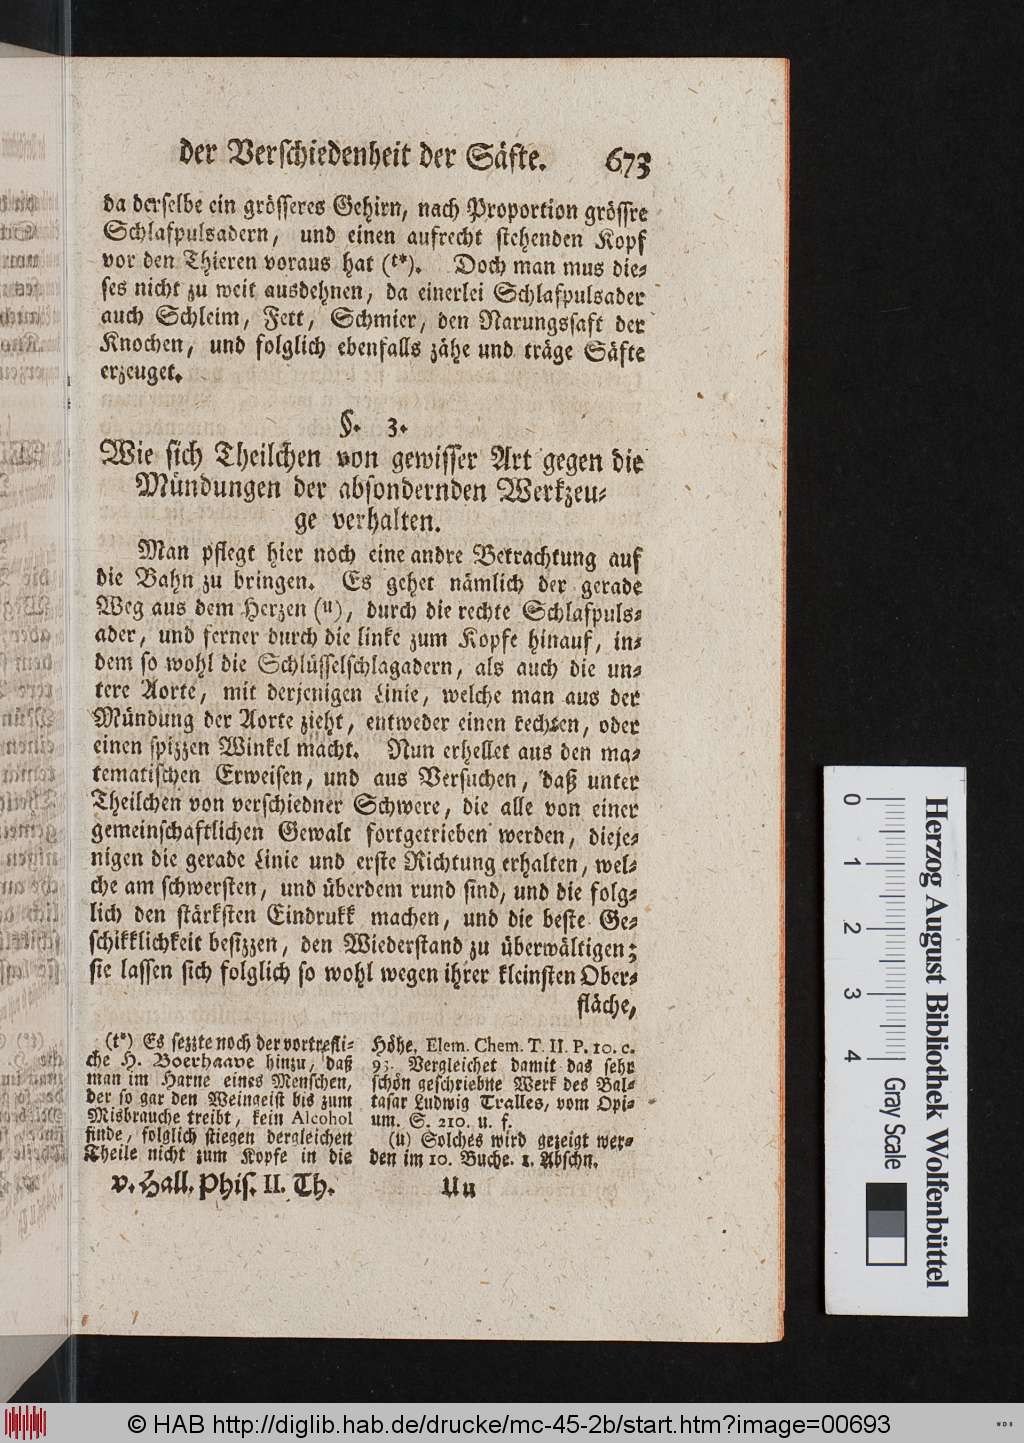 der Verschiedenheit der Säfte. 673
da derselbe ein grösseres Gehirn, nach Proportion grössre
Schlafpulsadern, und einen aufrecht stehenden Kopf
vor den Thieren voraus hat (t*). Doch man mus die-
ses nicht zu weit ausdehnen, da einerlei Schlafpulsader
auch Schleim, Fett, Schmier, den Narungssaft der
Knochen, und folglich ebenfalls zähe und träge Säfte
erzeuget.
§. 3.
Wie sich Theilchen von gewisser Art gegen die
Mündungen der absondernden Werkzeu-
ge verhalten.
Man pflegt hier noch eine andre Betrachtung auf
die Bahn zu bringen. Es gehet nämlich der gerade
Weg aus dem Herzen (u), durch die rechte Schlafpuls-
ader, und ferner durch die linke zum Kopfe hinauf, in-
dem so wohl die Schlüsselschlagadern, als auch die un-
tere Aorte, mit derjenigen Linie, welche man aus der
Mündung der Aorte zieht, entweder einen rechten, oder
einen spizzen Winkel macht. Nun erhellet aus den ma-
tematischen Erweisen, und aus Versuchen, daß unter
Theilchen von verschiedner Schwere, die alle von einer
gemeinschaftlichen Gewalt fortgetrieben werden, dieje-
nigen die gerade Linie und erste Richtung erhalten, wel-
che am schwersten, und überdem rund sind, und die folg-
lich den stärksten Eindrukk machen, und die beste Ge-
schikklichkeit besizzen, den Wiederstand zu überwältigen;
sie lassen sich folglich so wohl wegen ihrer kleinsten Ober-
fläche,
(t*) Es sezzte noch der vortrefli-
che H. Boerhaave hinzu, daß
man im Harne eines Menschen,
der so gar den Weingeist bis zum
Misbrauche treibt, kein Alcohol
finde, folglich stiegen dergleichen
Theile nicht zum Kopfe in die
Höhe, Elem. Chem. T. II. P. 10. c.
93. Vergleichet damit das sehr
schön geschriebne Werk des Bal-
tasar Ludwig Tralles, vom Opi-
um. S. 210. u. f.
(u) Solches wird gezeigt wer-
den im 10. Buche. 1. Abschn.
v. Hall. Phis. II. Th. Uu
0 1 2 3 4
Herzog August Bibliothek Wolfenbüttel
Gray Scale
© HAB http://diglib.hab.de/drucke/mc-45-2b/start.htm?image=00693